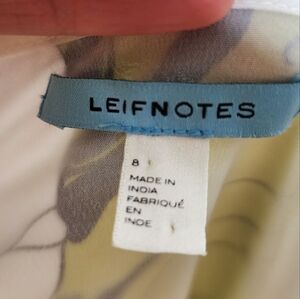 LEIFNOTES
8
MADE IN
INDIA
FABRIQUÉ
EN
INDE